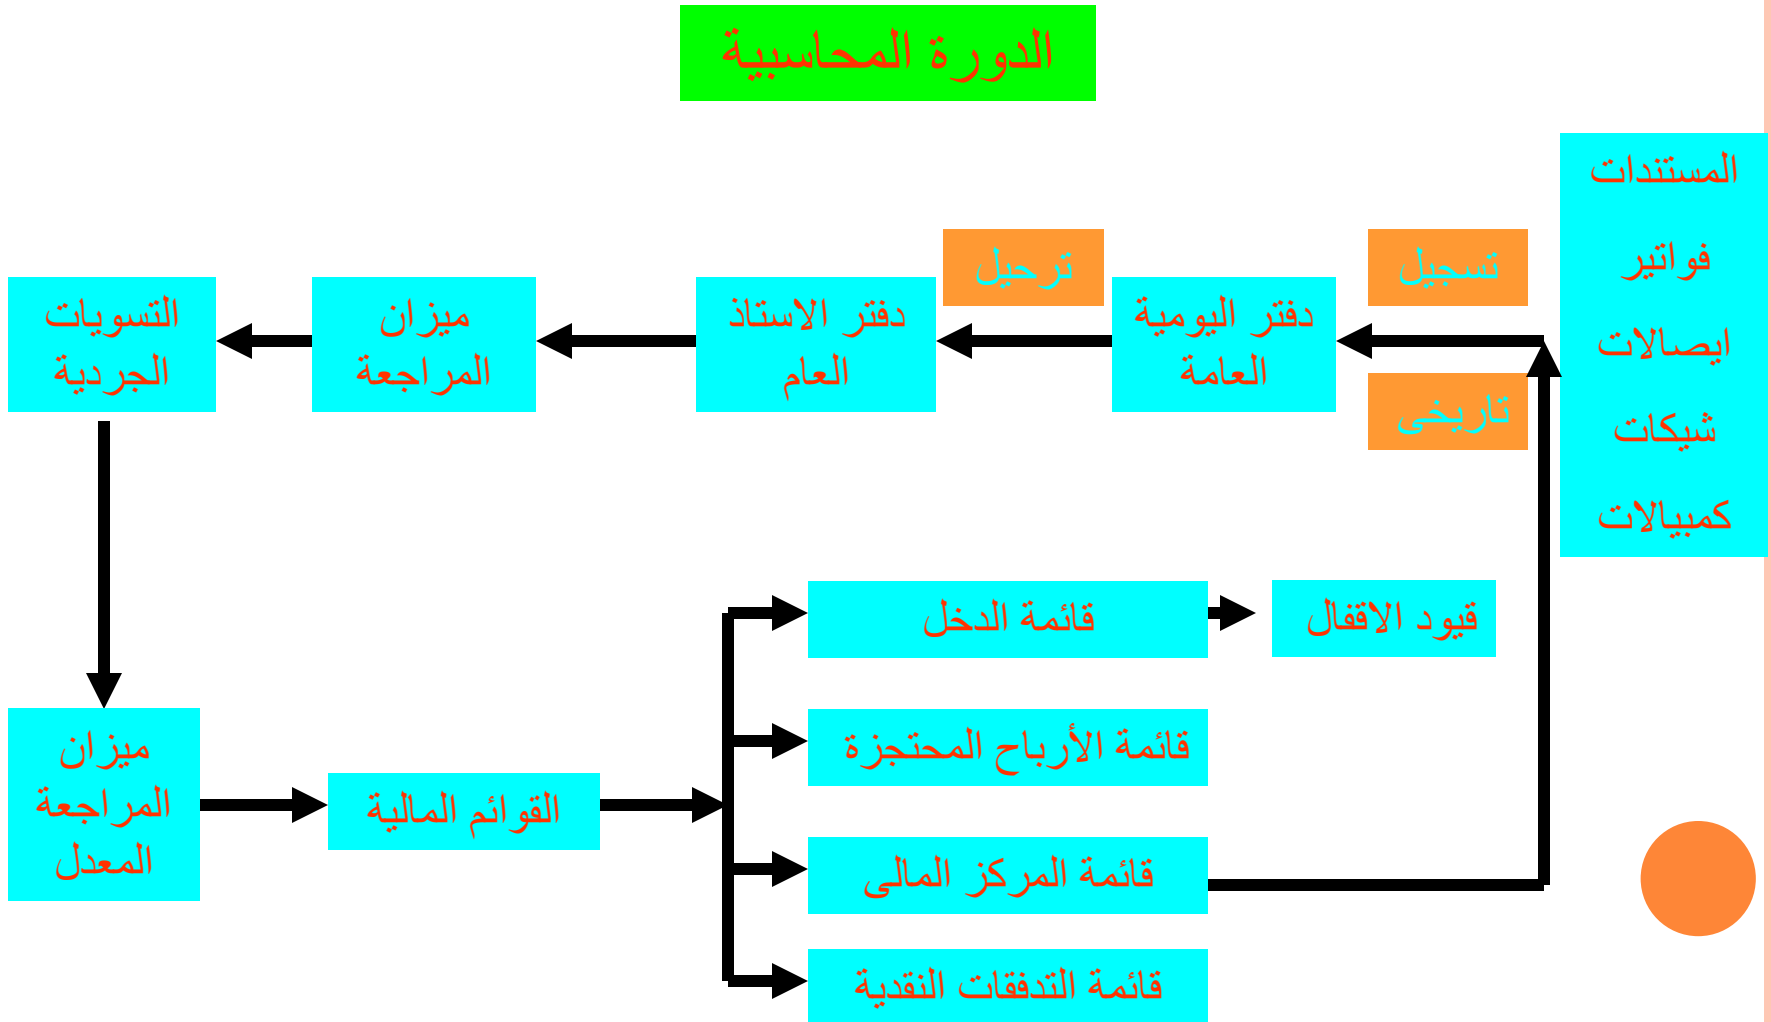 الدورة المحاسبية
المستندات
فواتير
ايصالات
شيكات
كمبيالات
تسجيل
تاريخى
دفتر اليومية
العامة
ترحيل
دفتر الاستاذ
العام
ميزان
المراجعة
التسويات
الجردية
ميزان
المراجعة
المعدل
القوائم المالية
قائمة الدخل
قيود الاقفال
قائمة الأرباح المحتجزة
قائمة المركز المالى
قائمة التدفقات النقدية